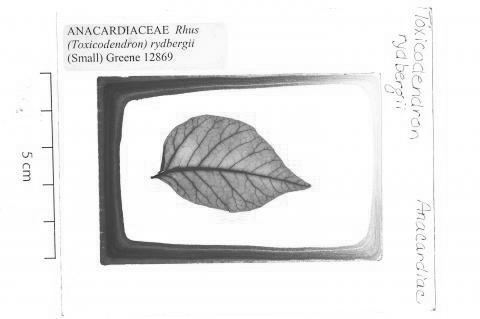 ANACARDIACEAE Rhus
(Toxicodendron) rydbergii
(Small) Greene 12869
5 cm
Toxicodendron
rydbergii
Anacardiac